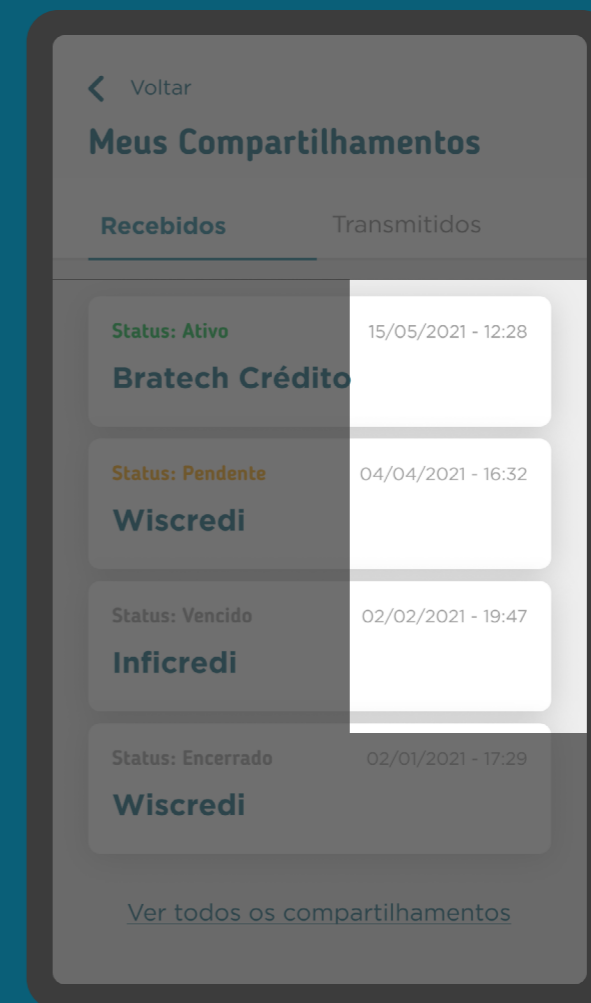 Voltar
Meus Compartilhamentos
Recebidos Transmitidos
Status: Ativo 15/05/2021 - 12:28
Bratech Crédito
Status: Pendente 04/04/2021 - 16:32
Wiscredi
Status: Vencido 02/02/2021 - 19:47
Inficredi
Status: Encerrado 02/01/2021 - 17:29
Wiscredi
Ver todos os compartilhamentos